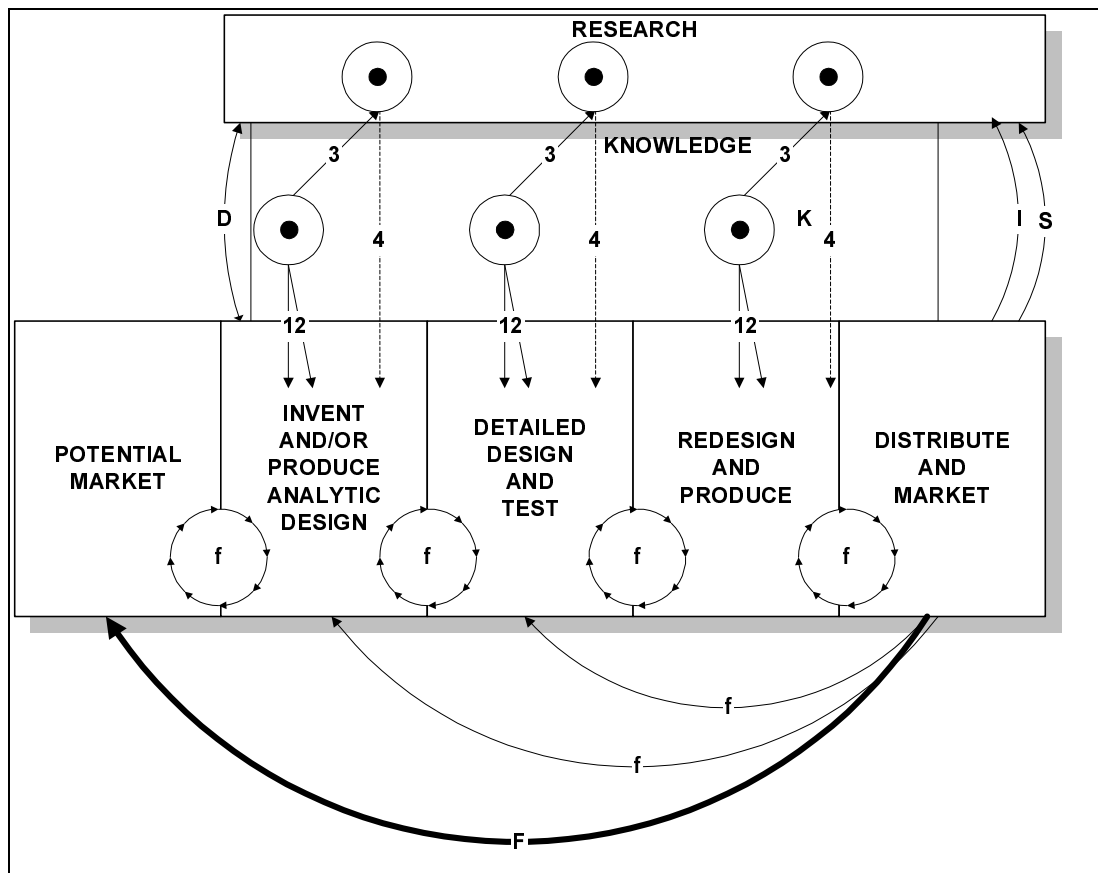 RESEARCH
KNOWLEDGE
3
3
3
D
K
I
S
4
4
4
12
12
12
POTENTIAL
MARKET
INVENT
AND/OR
PRODUCE
ANALYTIC
DESIGN
DETAILED
DESIGN
AND
TEST
REDESIGN
AND
PRODUCE
DISTRIBUTE
AND
MARKET
f
f
f
f
f
f
F